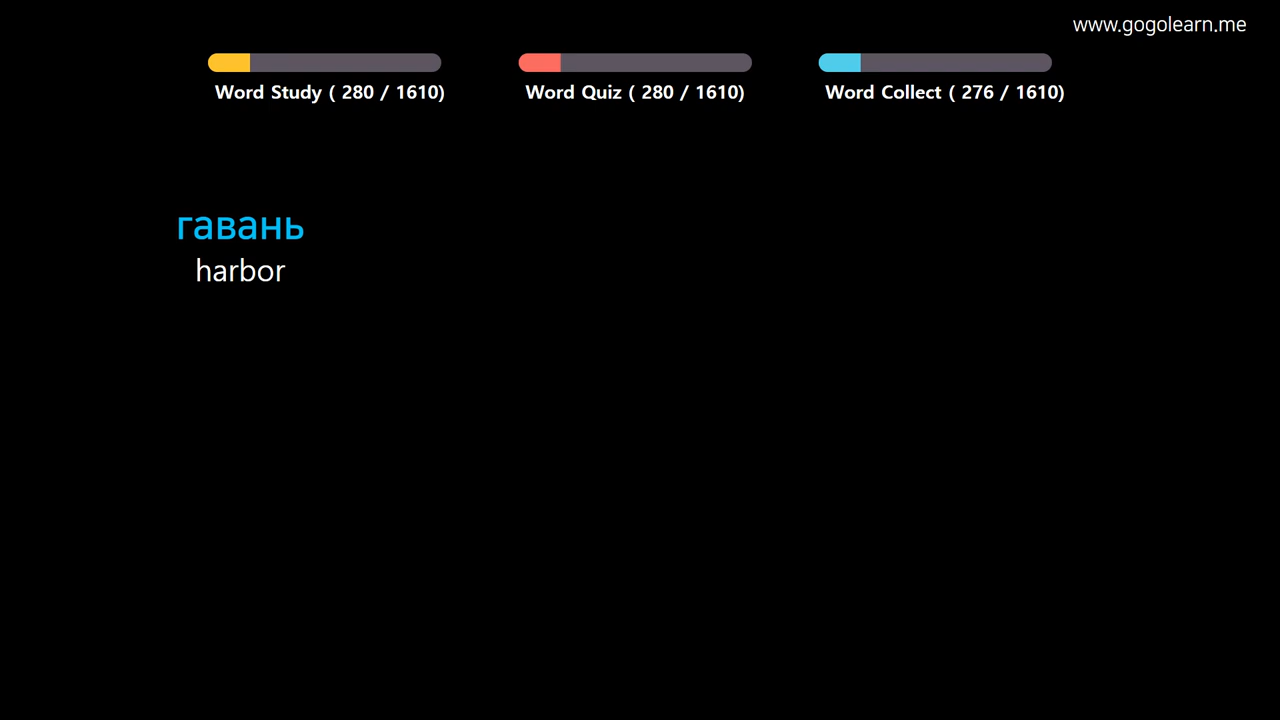 www.gogolearn.me
Word Study ( 280 / 1610)
Word Quiz ( 280 / 1610)
Word Collect ( 276 / 1610)
гавань
harbor